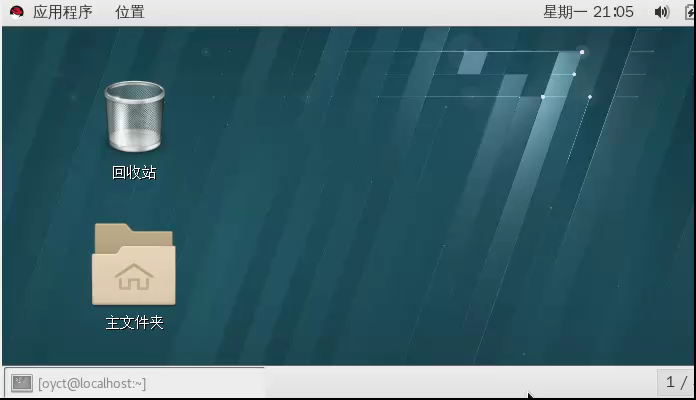 应用程序 位置 星期一 21:05
回收站
主文件夹
[oyct@localhost:~] 1 /